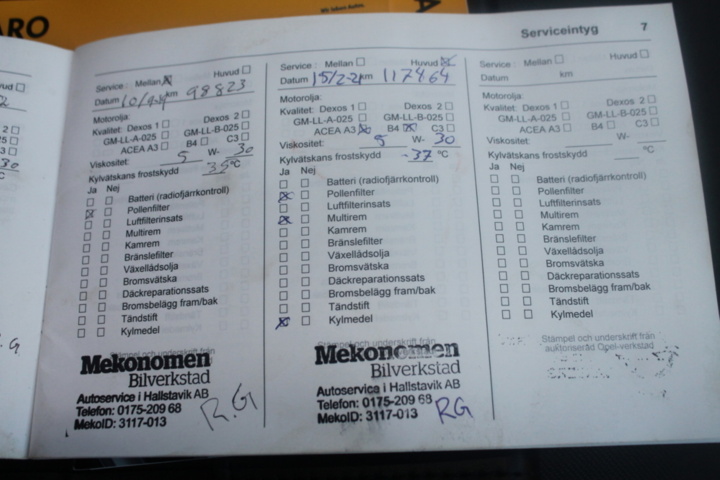 ARO
Serviceintyg 7
Service: Mellan Huvud
Datum km 98823
Motorolja:
Kvalitet: Dexos 1 Dexos 2
GM-LL-A-025 GM-LL-B-025
ACEA A3 B4 C3
Viskositet: 5 W- 30
Kylvätskans frostskydd °C
Ja Nej
Batteri (radiofjärrkontroll)
Pollenfilter
Luftfilterinsats
Multirem
Kamrem
Bränslefilter
Växellådsolja
Bromsvätska
Däckreparationssats
Bromsbelägg fram/bak
Tändstift
Kylmedel
Mekonomen
Bilverkstad
Autoservice i Hallstavik AB
Telefon: 0175-209 68
MekoID: 3117-013
R.G
Service: Mellan Huvud
Datum 15/2-21 km 117464
Motorolja:
Kvalitet: Dexos 1 Dexos 2
GM-LL-A-025 GM-LL-B-025
ACEA A3 B4 C3
Viskositet: 5 W- 30
Kylvätskans frostskydd -37 °C
Ja Nej
Batteri (radiofjärrkontroll)
Pollenfilter
Luftfilterinsats
Multirem
Kamrem
Bränslefilter
Växellådsolja
Bromsvätska
Däckreparationssats
Bromsbelägg fram/bak
Tändstift
Kylmedel
Mekonomen
Bilverkstad
Autoservice i Hallstavik AB
Telefon: 0175-209 68
MekoID: 3117-013
RG
Service: Mellan Huvud
Datum km
Motorolja:
Kvalitet: Dexos 1 Dexos 2
GM-LL-A-025 GM-LL-B-025
ACEA A3 B4 C3
Viskositet: W-
Kylvätskans frostskydd °C
Ja Nej
Batteri (radiofjärrkontroll)
Pollenfilter
Luftfilterinsats
Multirem
Kamrem
Bränslefilter
Växellådsolja
Bromsvätska
Däckreparationssats
Bromsbelägg fram/bak
Tändstift
Kylmedel
Stämpel och underskrift från
auktoriserad Opel-verkstad